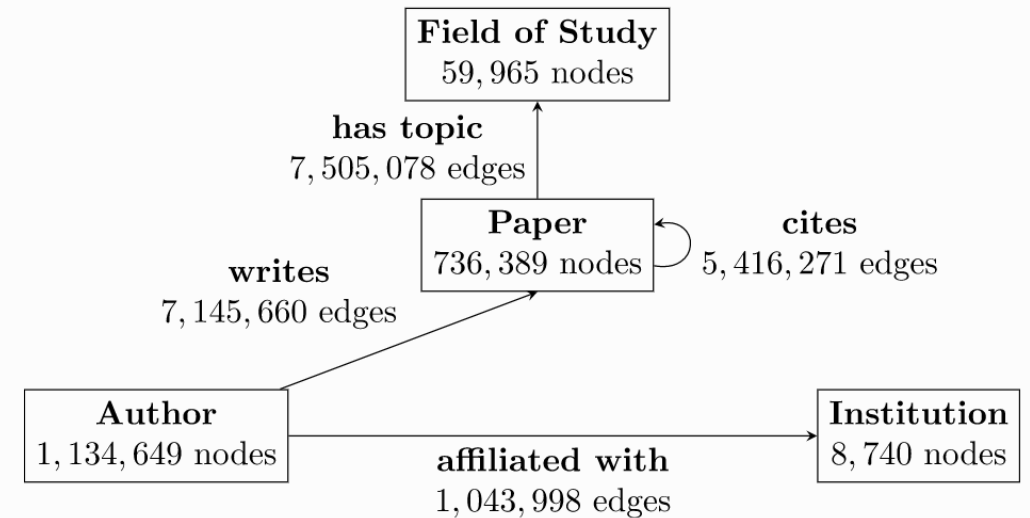 Field of Study
59, 965 nodes
has topic
7, 505, 078 edges
Paper
736, 389 nodes
cites
5, 416, 271 edges
writes
7, 145, 660 edges
Author
1, 134, 649 nodes
affiliated with
1, 043, 998 edges
Institution
8, 740 nodes